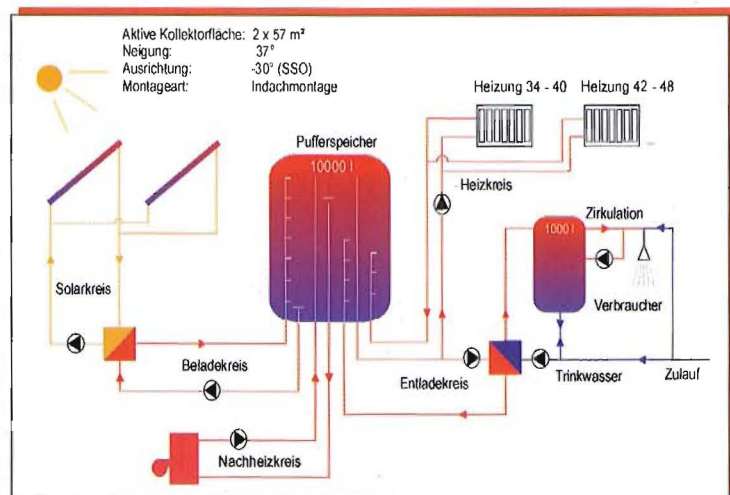 Aktive Kollektorfläche: 2 x 57 m²
Neigung: 37°
Ausrichtung: -30° (SSO)
Montageart: Indachmontage
Heizung 34 - 40
Heizung 42 - 48
Pufferspeicher
10000 l
Heizkreis
Zirkulation
1000 l
Solarkreis
Verbraucher
Beladekreis
Entladekreis
Trinkwasser
Zulauf
Nachheizkreis